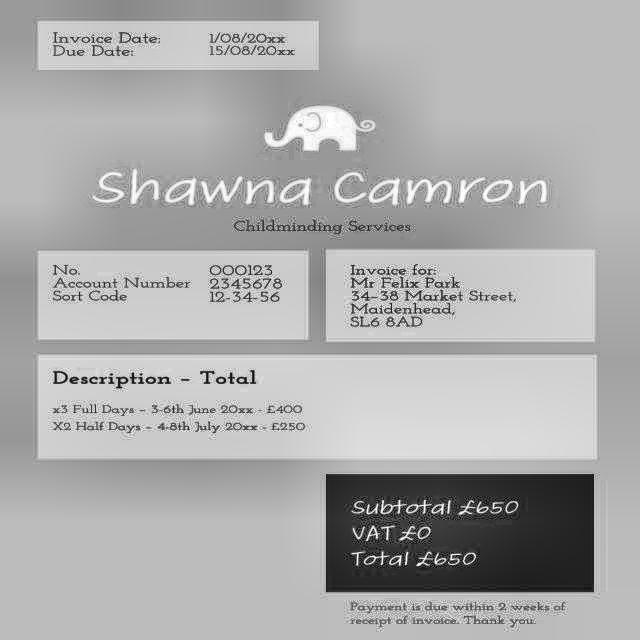 Invoice Date: 1/08/20xx
Due Date: 15/08/20xx
Shawna Camron
Childminding Services
No. 000123
Account Number 2345678
Sort Code 12-34-56
Invoice for:
Mr Felix Park
34-38 Market Street,
Maidenhead,
SL6 8AD
Description - Total
x3 Full Days - 3-6th June 20xx - £400
X2 Half Days - 4-8th July 20xx - £250
Subtotal £650
VAT £0
Total £650
Payment is due within 2 weeks of
receipt of invoice. Thank you.